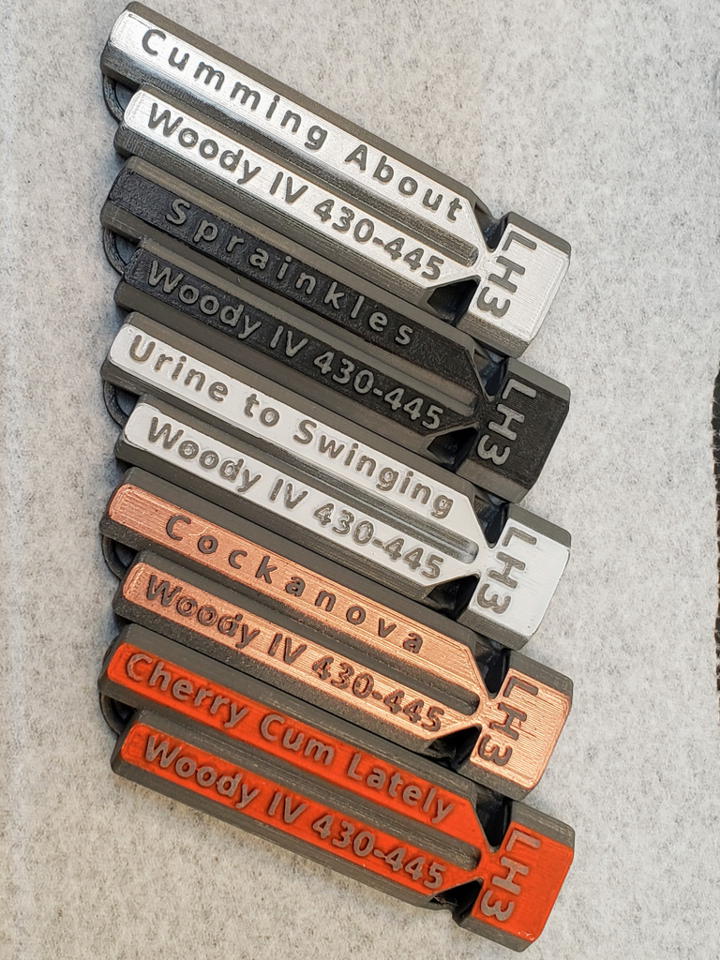 Cumming About
Woody IV 430-445
LH3
Sprainkles
Woody IV 430-445
LH3
Urine to Swinging
Woody IV 430-445
LH3
Cockanova
Woody IV 430-445
LH3
Cherry Cum Lately
Woody IV 430-445
LH3